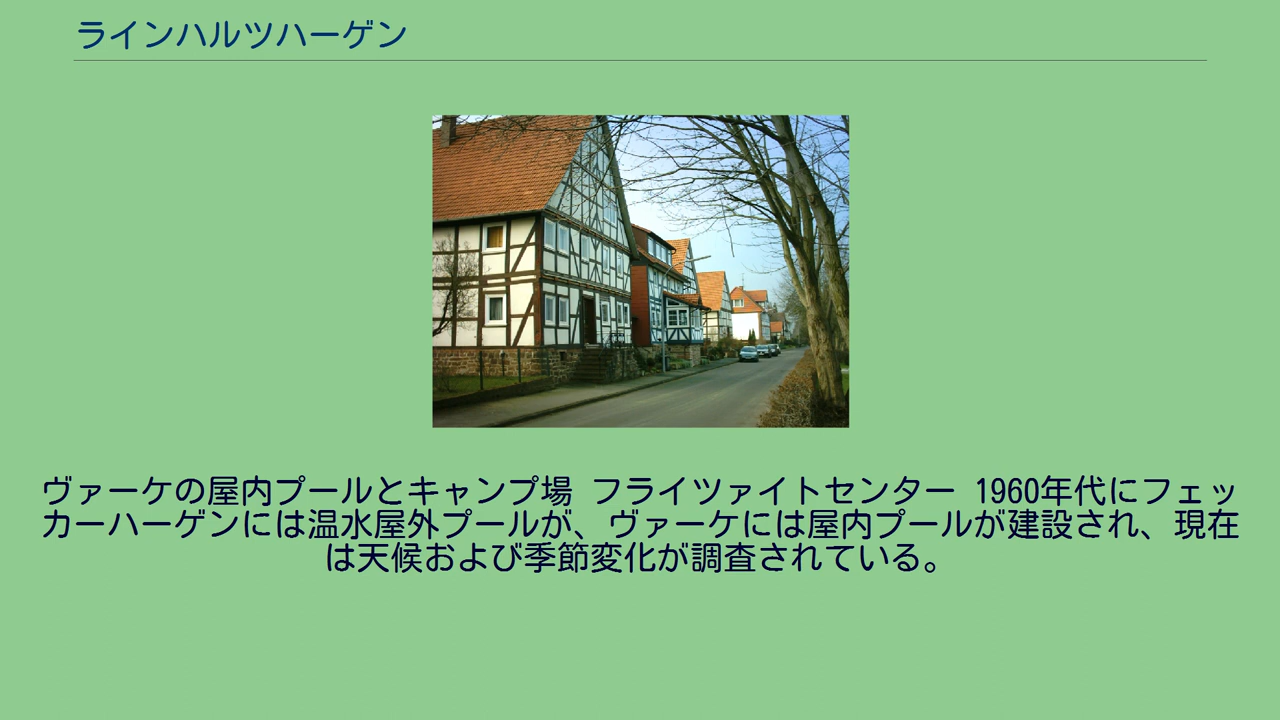 ラインハルツハーゲン
ヴァーケの屋内プールとキャンプ場 フライツァイトセンター 1960年代にフェッ
カーハーゲンには温水屋外プールが、ヴァーケには屋内プールが建設され、現在
は天候および季節変化が調査されている。